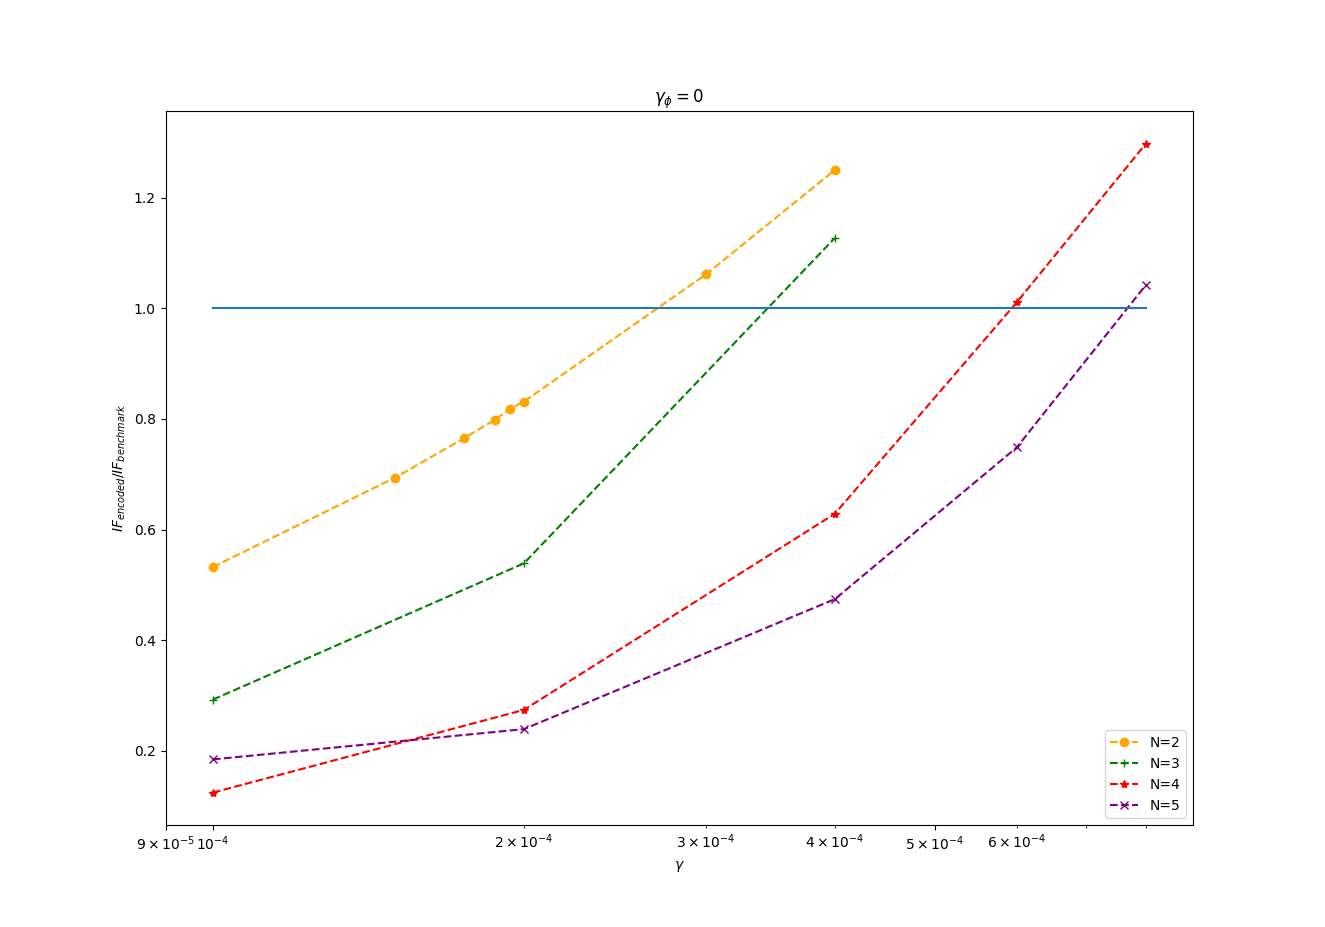 γ_ϕ = 0
IF_encoded/IF_benchmark
1.2
1.0
0.8
0.6
0.4
0.2
N=2
N=3
N=4
N=5
9 × 10⁻⁵ 10⁻⁴ 2 × 10⁻⁴ 3 × 10⁻⁴ 4 × 10⁻⁴ 5 × 10⁻⁴ 6 × 10⁻⁴
γ